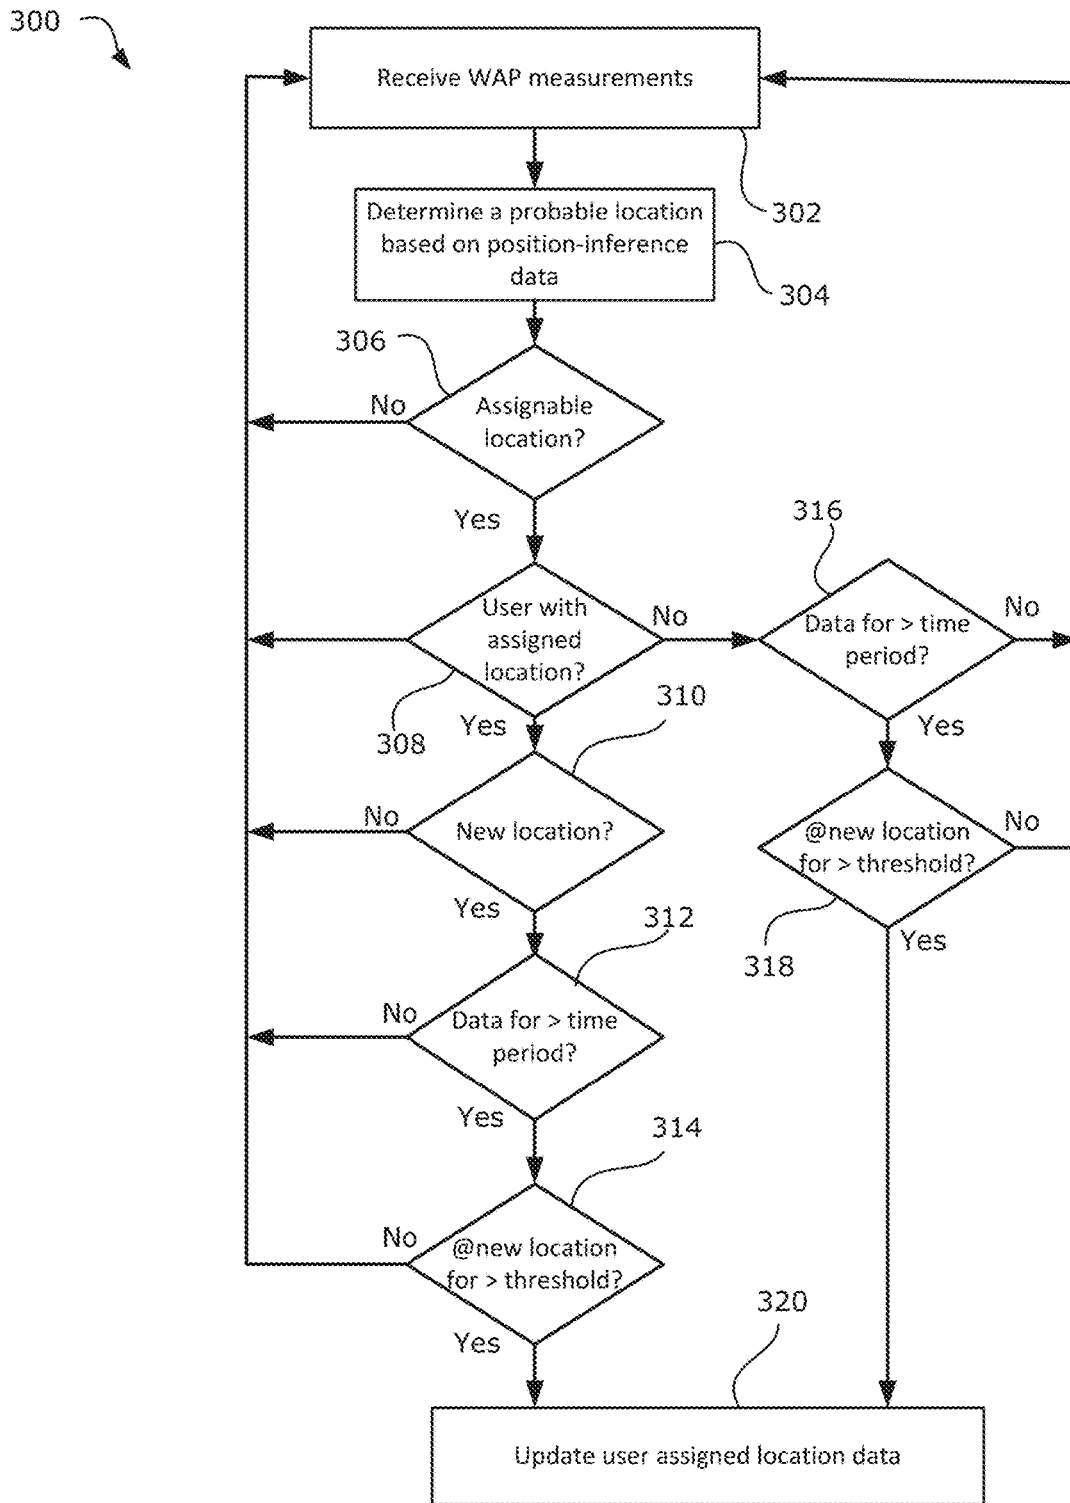 300
Receive WAP measurements
302
Determine a probable location
based on position-inference
data
304
306
No
Assignable
location?
Yes
316
User with
assigned
location?
No
Data for > time
period?
No
308
Yes
310
Yes
New location?
No
@new location
for > threshold?
No
Yes
312
318
Yes
No
Data for > time
period?
Yes
314
No
@new location
for > threshold?
Yes
320
Update user assigned location data